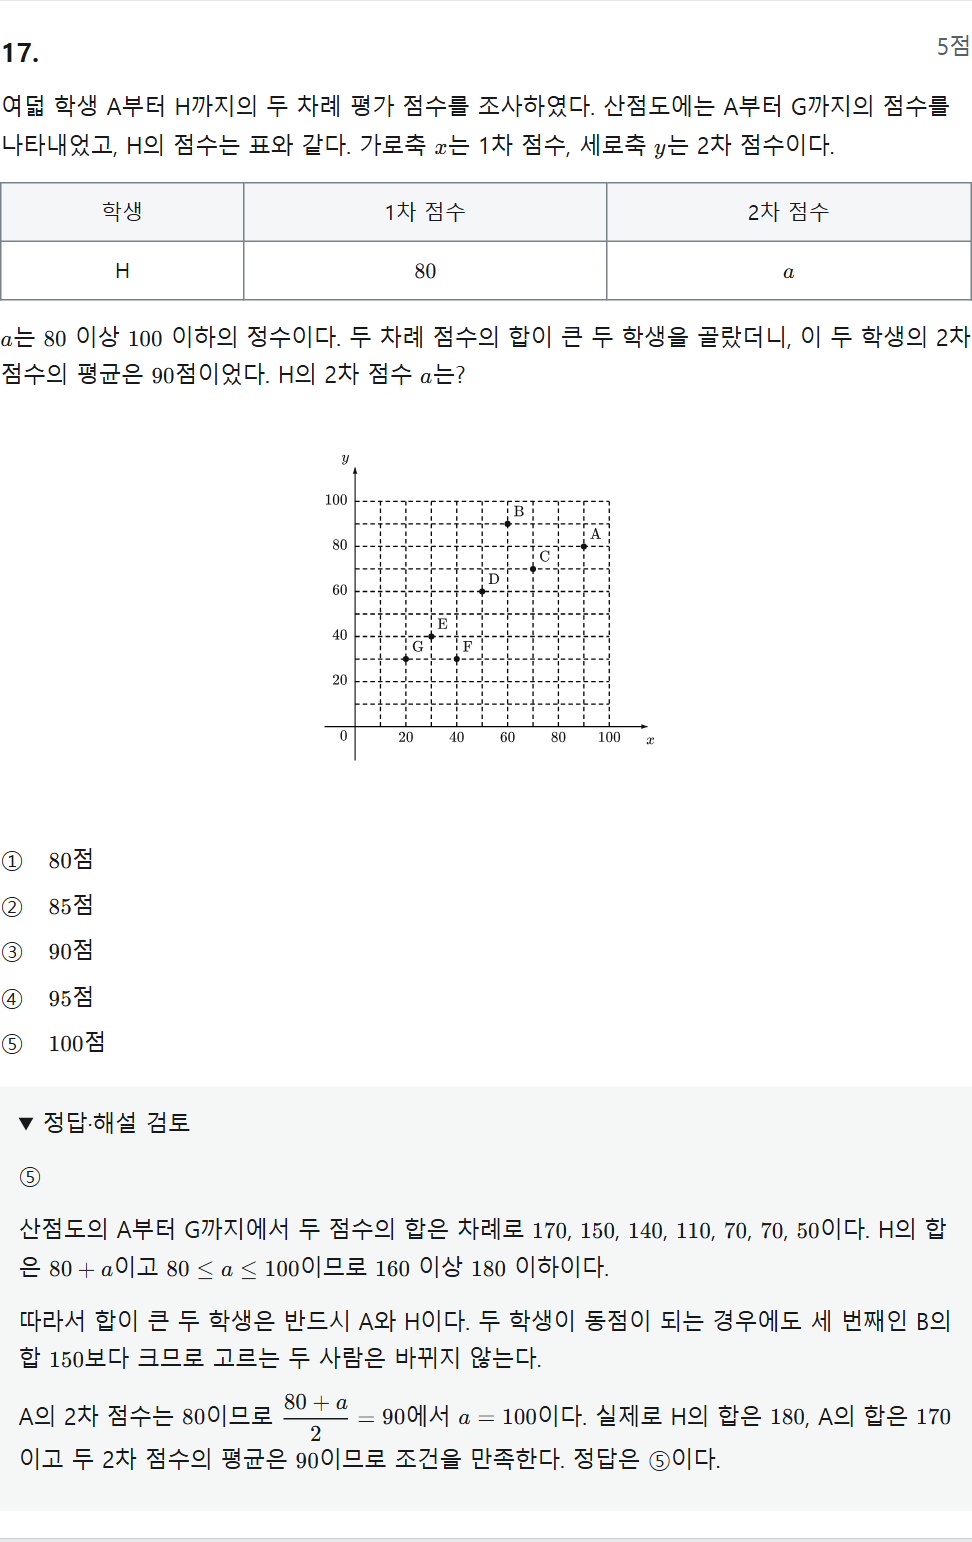 17.
5점
여덟 학생 A부터 H까지의 두 차례 평가 점수를 조사하였다. 산점도에는 A부터 G까지의 점수를
나타내었고, H의 점수는 표와 같다. 가로축 x는 1차 점수, 세로축 y는 2차 점수이다.
학생 1차 점수 2차 점수
H 80 a
a는 80 이상 100 이하의 정수이다. 두 차례 점수의 합이 큰 두 학생을 골랐더니, 이 두 학생의 2차
점수의 평균은 90점이었다. H의 2차 점수 a는?
y
100
B
A
80
C
D
60
E
40
G F
20
0 20 40 60 80 100 x
① 80점
② 85점
③ 90점
④ 95점
⑤ 100점
▼ 정답·해설 검토
⑤
산점도의 A부터 G까지에서 두 점수의 합은 차례로 170, 150, 140, 110, 70, 70, 50이다. H의 합
은 80 + a이고 80 ≤ a ≤ 100이므로 160 이상 180 이하이다.
따라서 합이 큰 두 학생은 반드시 A와 H이다. 두 학생이 동점이 되는 경우에도 세 번째인 B의
합 150보다 크므로 고르는 두 사람은 바뀌지 않는다.
A의 2차 점수는 80이므로 (80 + a)/2 = 90에서 a = 100이다. 실제로 H의 합은 180, A의 합은 170
이고 두 2차 점수의 평균은 90이므로 조건을 만족한다. 정답은 ⑤이다.